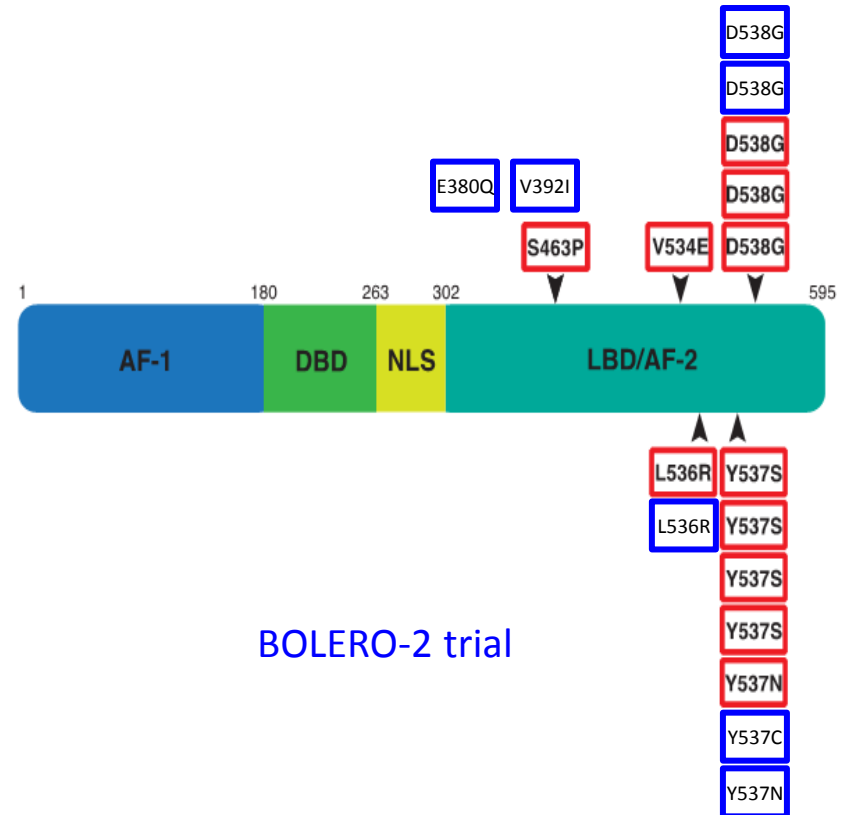 D538G
D538G
D538G
E380Q V392I D538G
S463P V534E D538G
1 180 263 302 595
AF-1 DBD NLS LBD/AF-2
L536R Y537S
L536R Y537S
Y537S
BOLERO-2 trial Y537S
Y537N
Y537C
Y537N